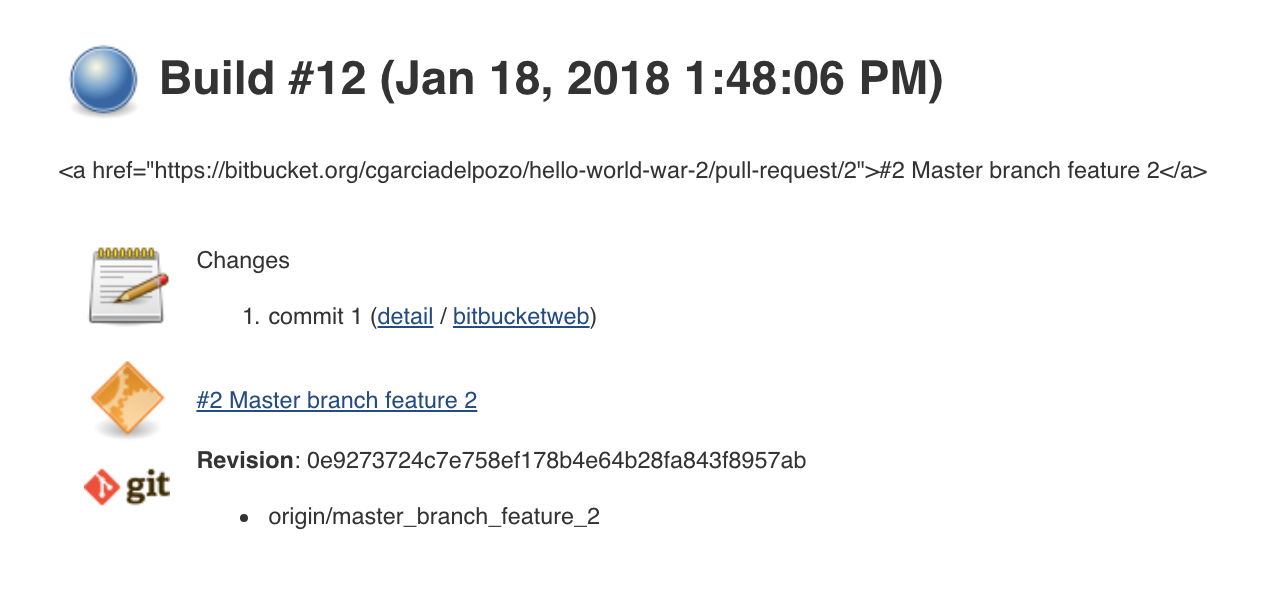 Build #12 (Jan 18, 2018 1:48:06 PM)
<a href="https://bitbucket.org/cgarciadelpozo/hello-world-war-2/pull-request/2">#2 Master branch feature 2</a>
Changes
1. commit 1 (detail / bitbucketweb)
#2 Master branch feature 2
Revision: 0e9273724c7e758ef178b4e64b28fa843f8957ab
git
• origin/master_branch_feature_2